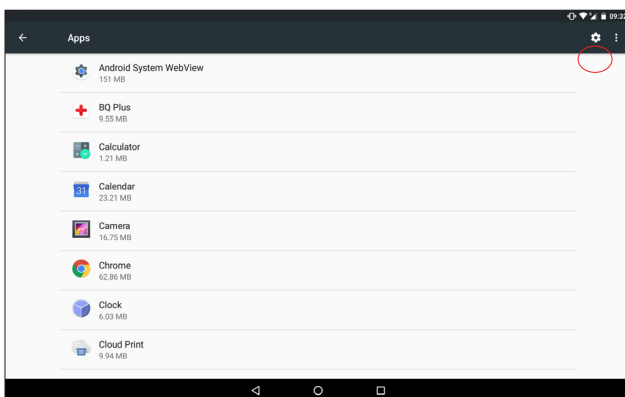 09:32
Apps
Android System WebView
151 MB
BQ Plus
9.55 MB
Calculator
1.21 MB
31
Calendar
23.21 MB
Camera
16.75 MB
Chrome
62.86 MB
Clock
6.03 MB
Cloud Print
9.94 MB